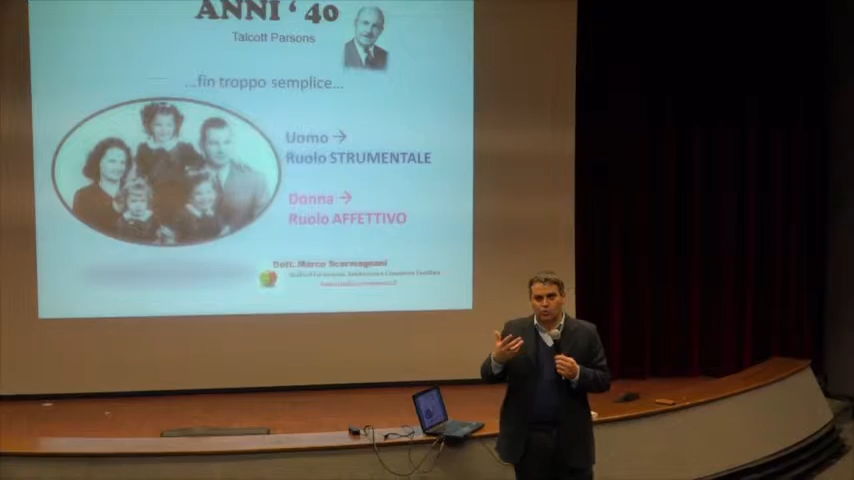 ANNI ‘ 40
Talcott Parsons
...fin troppo semplice...
Uomo →
Ruolo STRUMENTALE
Donna →
Ruolo AFFETTIVO
Dott. Marco Scarmagnani